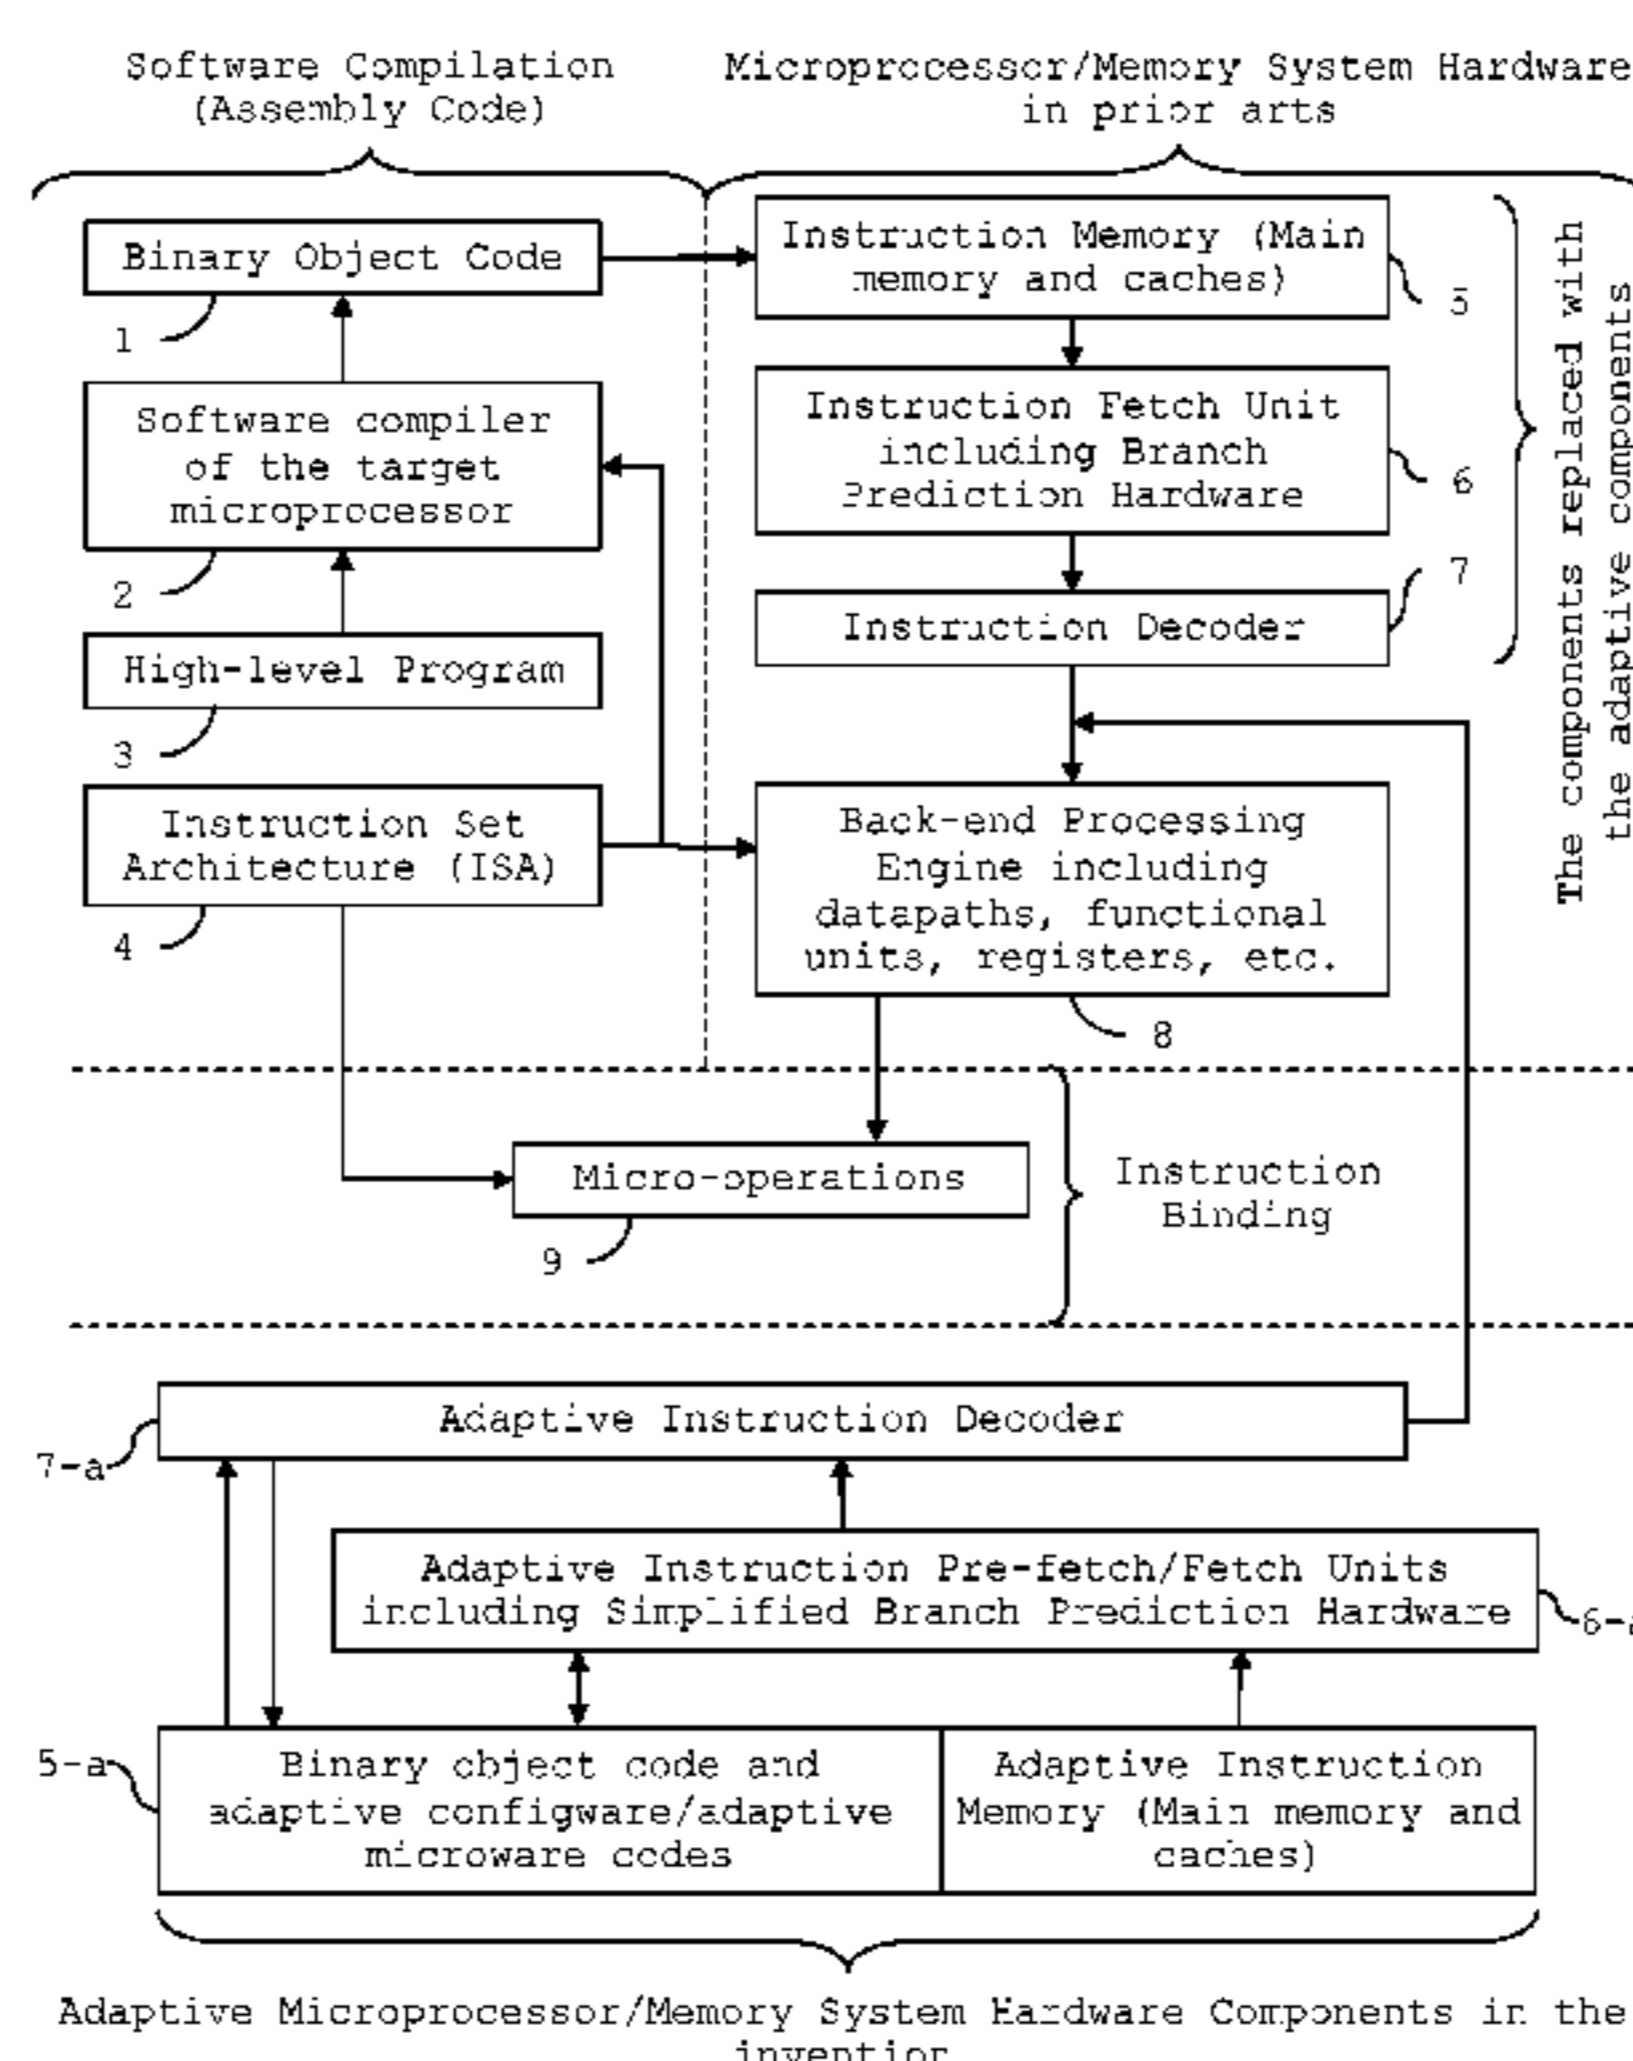 Software Compilation
(Assembly Code)
Microprocessor/Memory System Hardware
in prior arts
Binary Object Code
1
Software compiler
of the target
microprocessor
2
High-level Program
3
Instruction Set
Architecture (ISA)
4
Instruction Memory (Main
memory and caches)
5
Instruction Fetch Unit
including Branch
Prediction Hardware
6
7
Instruction Decoder
The components replaced with
the adaptive components
Back-end Processing
Engine including
datapaths, functional
units, registers, etc.
8
Micro-operations
9
Instruction
Binding
Adaptive Instruction Decoder
7-a
Adaptive Instruction Pre-fetch/Fetch Units
including Simplified Branch Prediction Hardware
6-a
5-a
Binary object code and
adaptive configware/adaptive
microware codes
Adaptive Instruction
Memory (Main memory and
caches)
Adaptive Microprocessor/Memory System Hardware Components in the
invention